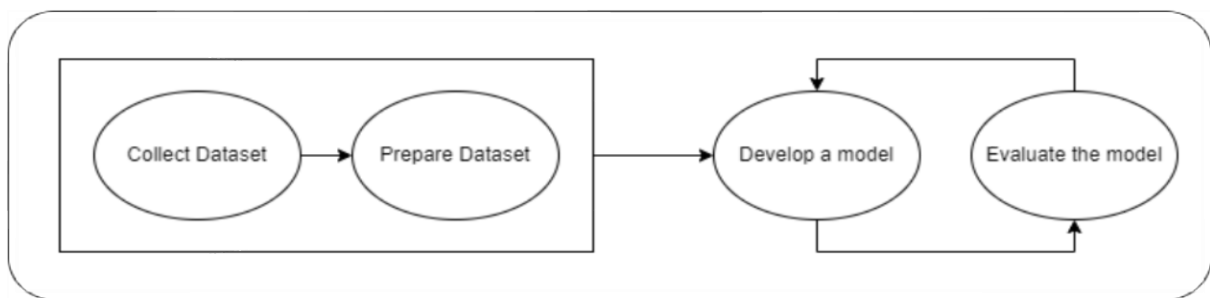 Collect Dataset
Prepare Dataset
Develop a model
Evaluate the model